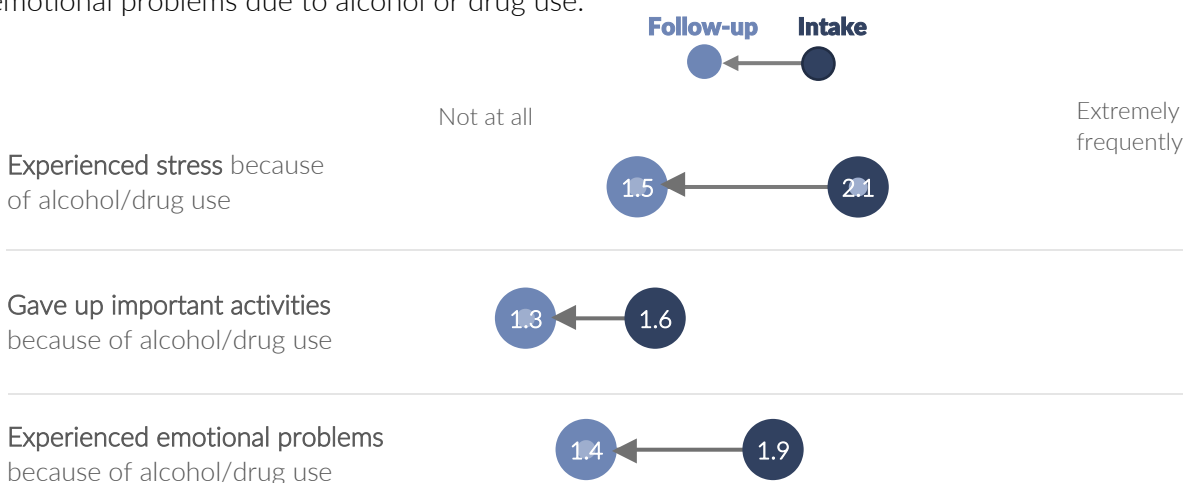 emotional problems due to alcohol or drug use.
Follow-up Intake
Not at all
Extremely
frequently
Experienced stress because
of alcohol/drug use
1.5 2.1
Gave up important activities
because of alcohol/drug use
1.3 1.6
Experienced emotional problems
because of alcohol/drug use
1.4 1.9